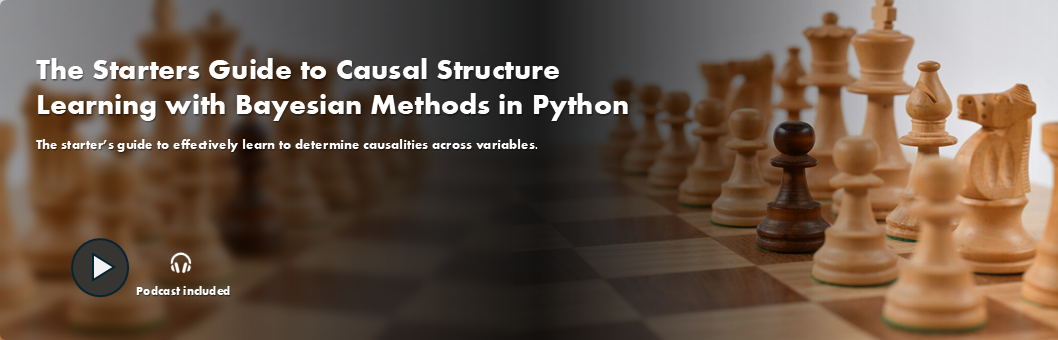 The Starters Guide to Causal Structure
Learning with Bayesian Methods in Python
The starter's guide to effectively learn to determine causalities across variables.
Podcast included